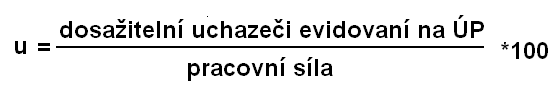 dosažitelní uchazeči evidovaní na ÚP
u = *100
pracovní síla